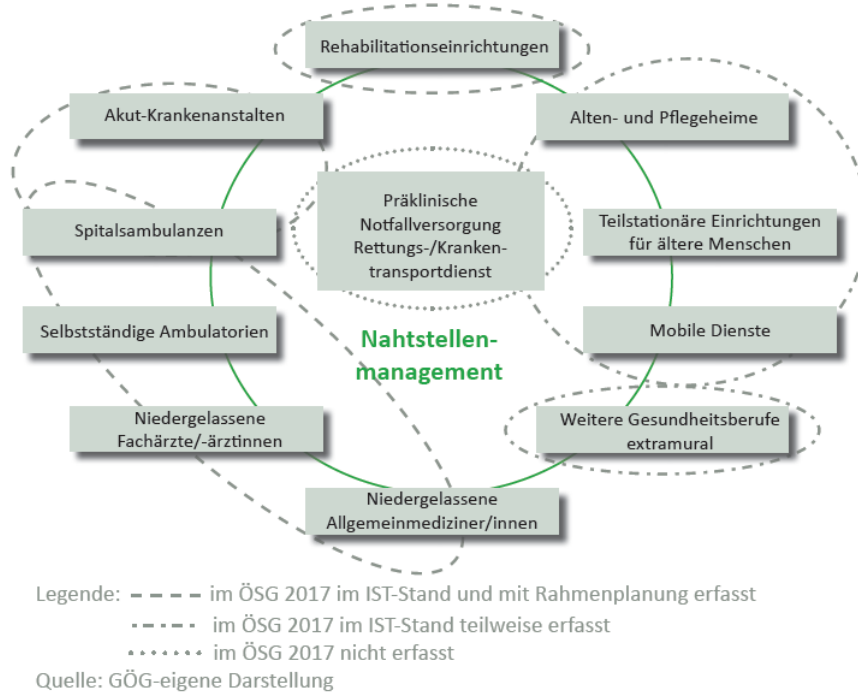 Rehabilitationseinrichtungen
Akut-Krankenanstalten
Alten- und Pflegeheime
Präklinische
Notfallversorgung
Rettungs-/Kranken-
transportdienst
Spitalsambulanzen
Teilstationäre Einrichtungen
für ältere Menschen
Selbstständige Ambulatorien
Mobile Dienste
Nahtstellen-
management
Niedergelassene
Fachärzte/-ärztinnen
Weitere Gesundheitsberufe
extramural
Niedergelassene
Allgemeinmediziner/innen
Legende: im ÖSG 2017 im IST-Stand und mit Rahmenplanung erfasst
im ÖSG 2017 im IST-Stand teilweise erfasst
im ÖSG 2017 nicht erfasst
Quelle: GÖG-eigene Darstellung